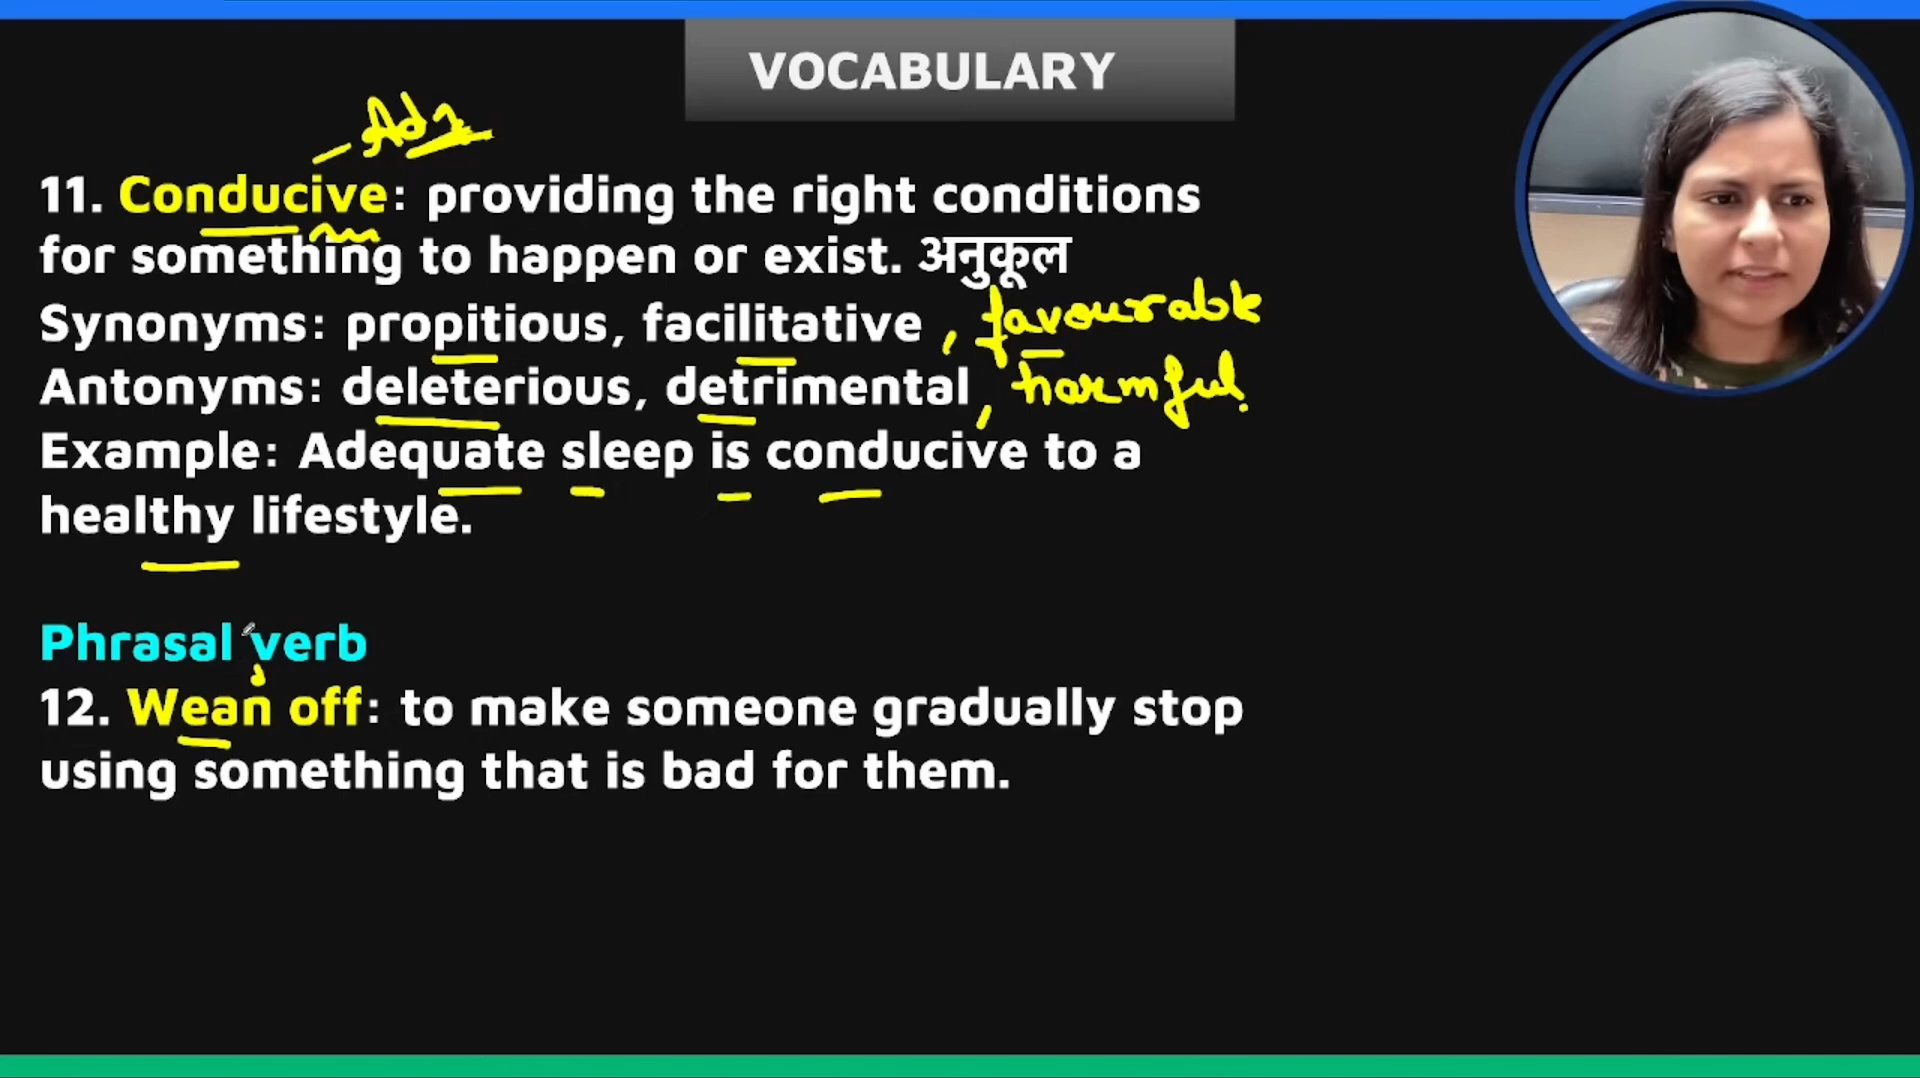 VOCABULARY
- Adj
11. Conducive: providing the right conditions
for something to happen or exist. अनुकूल
Synonyms: propitious, facilitative , favourable
Antonyms: deleterious, detrimental , harmful.
Example: Adequate sleep is conducive to a
healthy lifestyle.
Phrasal verb
12. Wean off: to make someone gradually stop
using something that is bad for them.